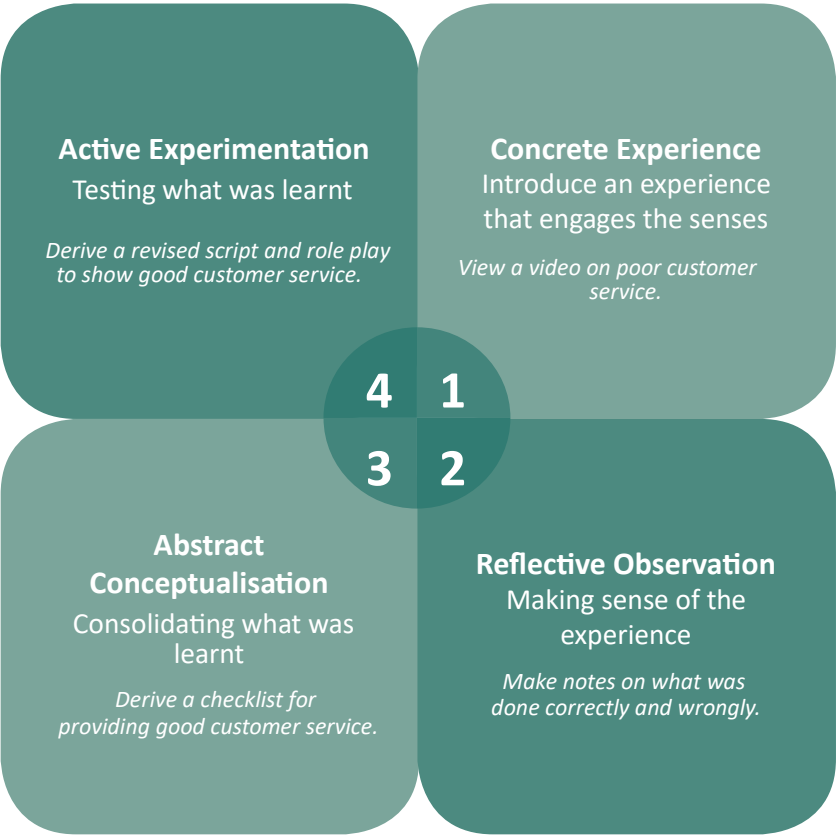 Active Experimentation
Testing what was learnt
Derive a revised script and role play
to show good customer service.
Concrete Experience
Introduce an experience
that engages the senses
View a video on poor customer
service.
4 1
3 2
Abstract
Conceptualisation
Consolidating what was
learnt
Derive a checklist for
providing good customer service.
Reflective Observation
Making sense of the
experience
Make notes on what was
done correctly and wrongly.